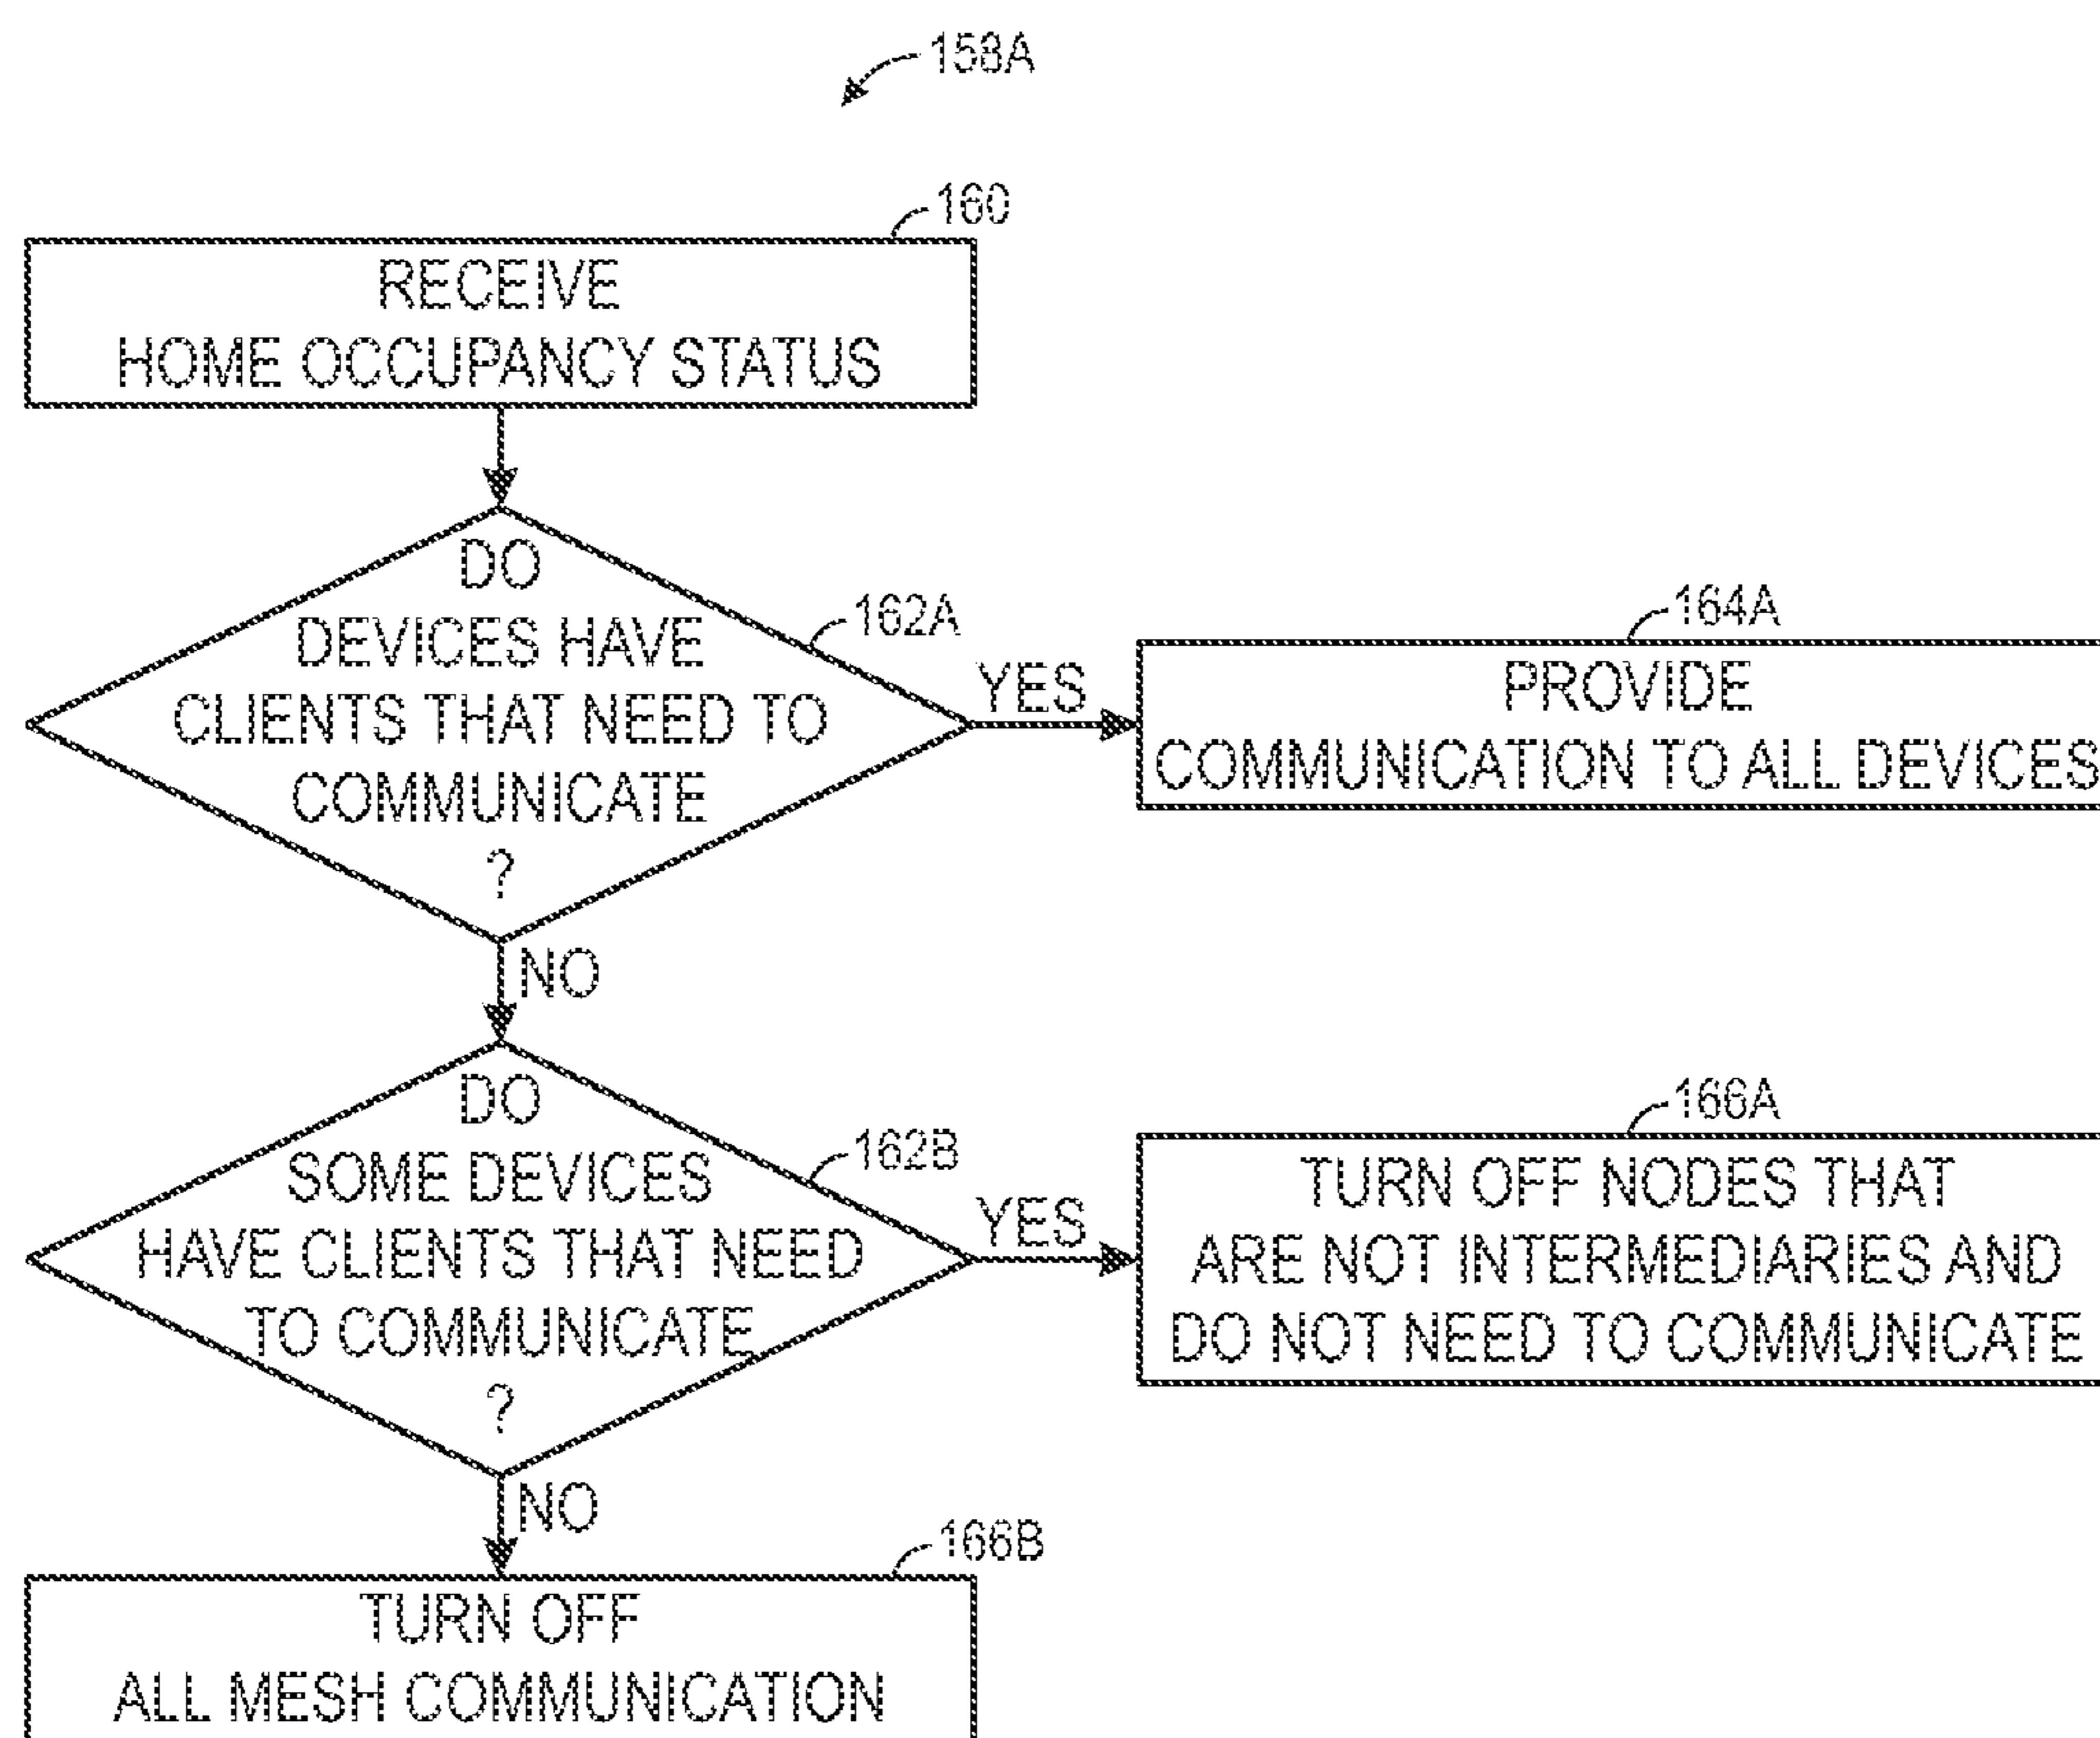 158A
160
RECEIVE
HOME OCCUPANCY STATUS
DO
DEVICES HAVE
CLIENTS THAT NEED TO
COMMUNICATE
?
162A
YES
164A
PROVIDE
COMMUNICATION TO ALL DEVICES
NO
DO
SOME DEVICES
HAVE CLIENTS THAT NEED
TO COMMUNICATE
?
162B
YES
166A
TURN OFF NODES THAT
ARE NOT INTERMEDIARIES AND
DO NOT NEED TO COMMUNICATE
NO
166B
TURN OFF
ALL MESH COMMUNICATION